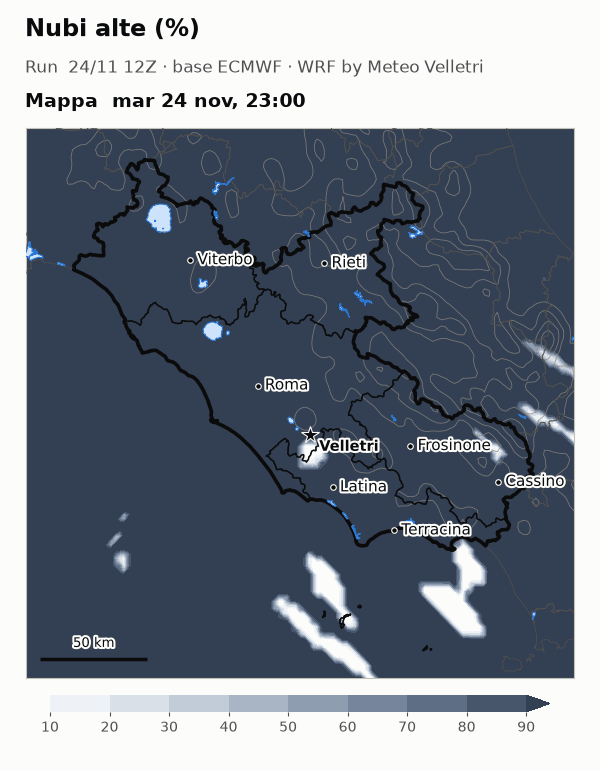 Nubi alte (%)
Run  24/11 12Z · base ECMWF · WRF by Meteo Velletri
Mappa  mar 24 nov, 23:00
Viterbo
Rieti
Roma
Velletri
Frosinone
Cassino
Latina
Terracina
50 km
10 20 30 40 50 60 70 80 90